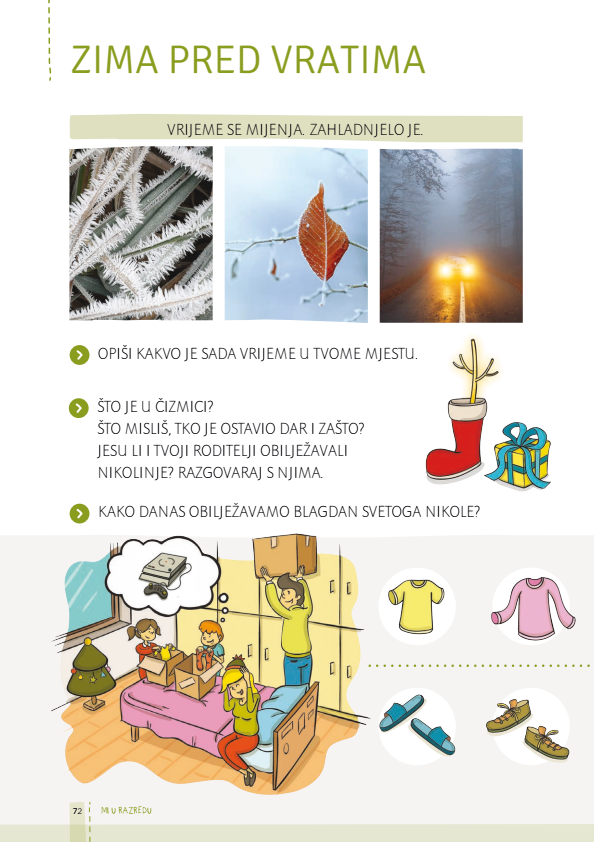 ZIMA PRED VRATIMA
VRIJEME SE MIJENJA. ZAHLADNJELO JE.
OPIŠI KAKVO JE SADA VRIJEME U TVOME MJESTU.
ŠTO JE U ČIZMICI?
ŠTO MISLIŠ, TKO JE OSTAVIO DAR I ZAŠTO?
JESU LI I TVOJI RODITELJI OBILJEŽAVALI
NIKOLINJE? RAZGOVARAJ S NJIMA.
KAKO DANAS OBILJEŽAVAMO BLAGDAN SVETOGA NIKOLE?
72 MI U RAZREDU